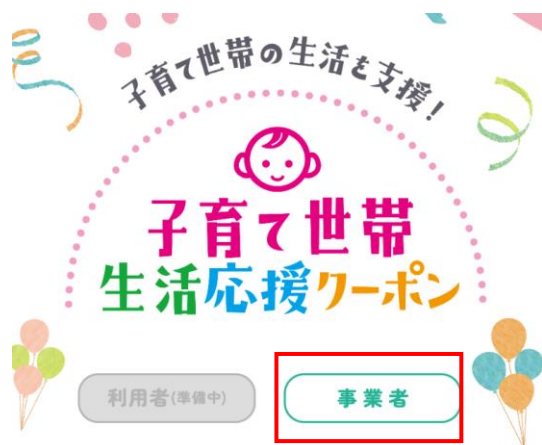 子育て世帯の生活を支援！
子育て世帯
生活応援クーポン
利用者(準備中)
事業者